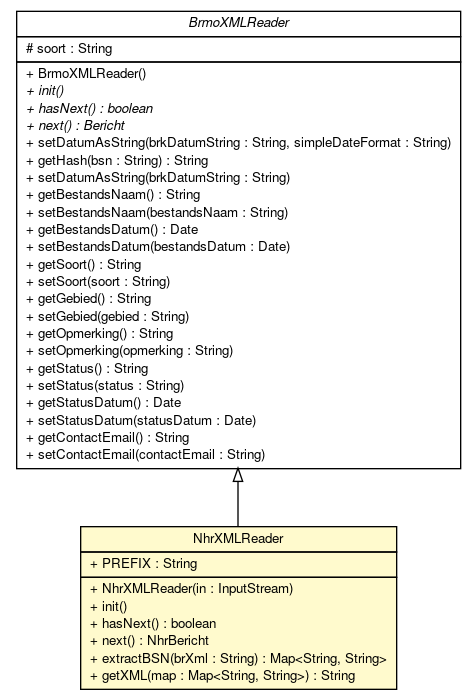 BrmoXMLReader
# soort : String
+ BrmoXMLReader()
+ init()
+ hasNext() : boolean
+ next() : Bericht
+ setDatumAsString(brkDatumString : String, simpleDateFormat : String)
+ getHash(bsn : String) : String
+ setDatumAsString(brkDatumString : String)
+ getBestandsNaam() : String
+ setBestandsNaam(bestandsNaam : String)
+ getBestandsDatum() : Date
+ setBestandsDatum(bestandsDatum : Date)
+ getSoort() : String
+ setSoort(soort : String)
+ getGebied() : String
+ setGebied(gebied : String)
+ getOpmerking() : String
+ setOpmerking(opmerking : String)
+ getStatus() : String
+ setStatus(status : String)
+ getStatusDatum() : Date
+ setStatusDatum(statusDatum : Date)
+ getContactEmail() : String
+ setContactEmail(contactEmail : String)
NhrXMLReader
+ PREFIX : String
+ NhrXMLReader(in : InputStream)
+ init()
+ hasNext() : boolean
+ next() : NhrBericht
+ extractBSN(brXml : String) : Map<String, String>
+ getXML(map : Map<String, String>) : String